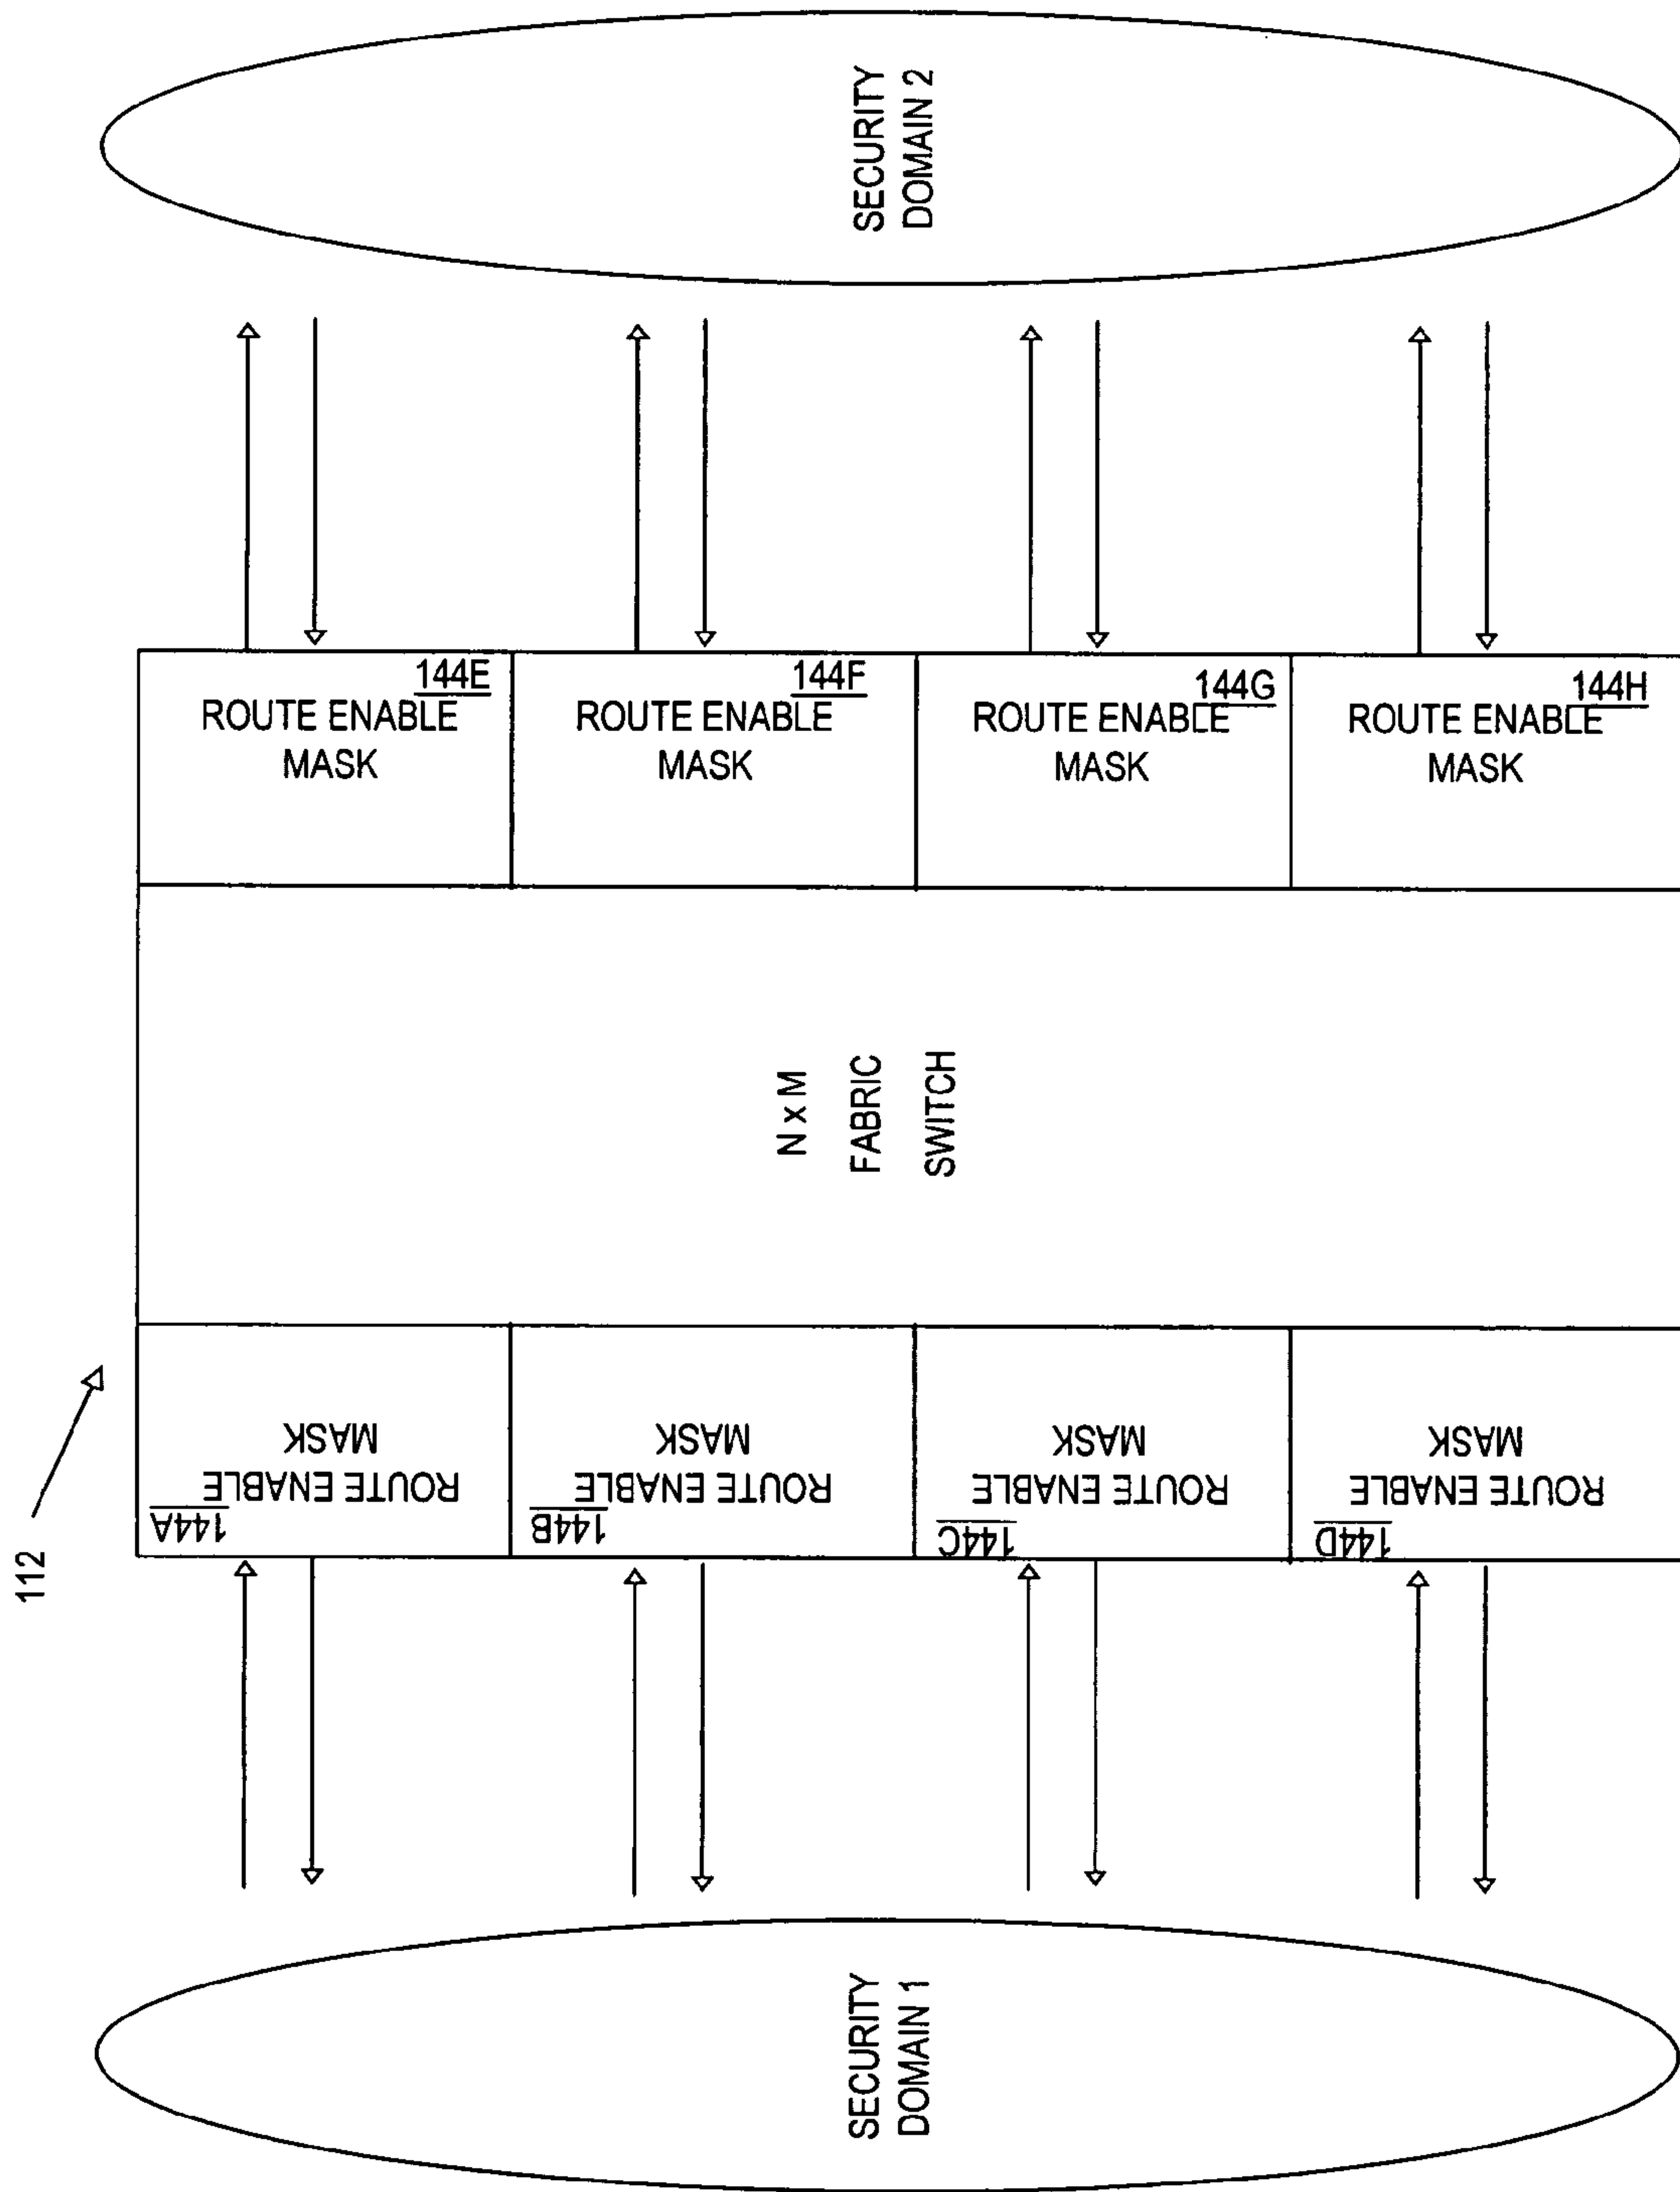 112
SECURITY
DOMAIN 1
144A
ROUTE ENABLE
MASK
144B
ROUTE ENABLE
MASK
144C
ROUTE ENABLE
MASK
144D
ROUTE ENABLE
MASK
N x M
FABRIC
SWITCH
144E
ROUTE ENABLE
MASK
144F
ROUTE ENABLE
MASK
144G
ROUTE ENABLE
MASK
144H
ROUTE ENABLE
MASK
SECURITY
DOMAIN 2